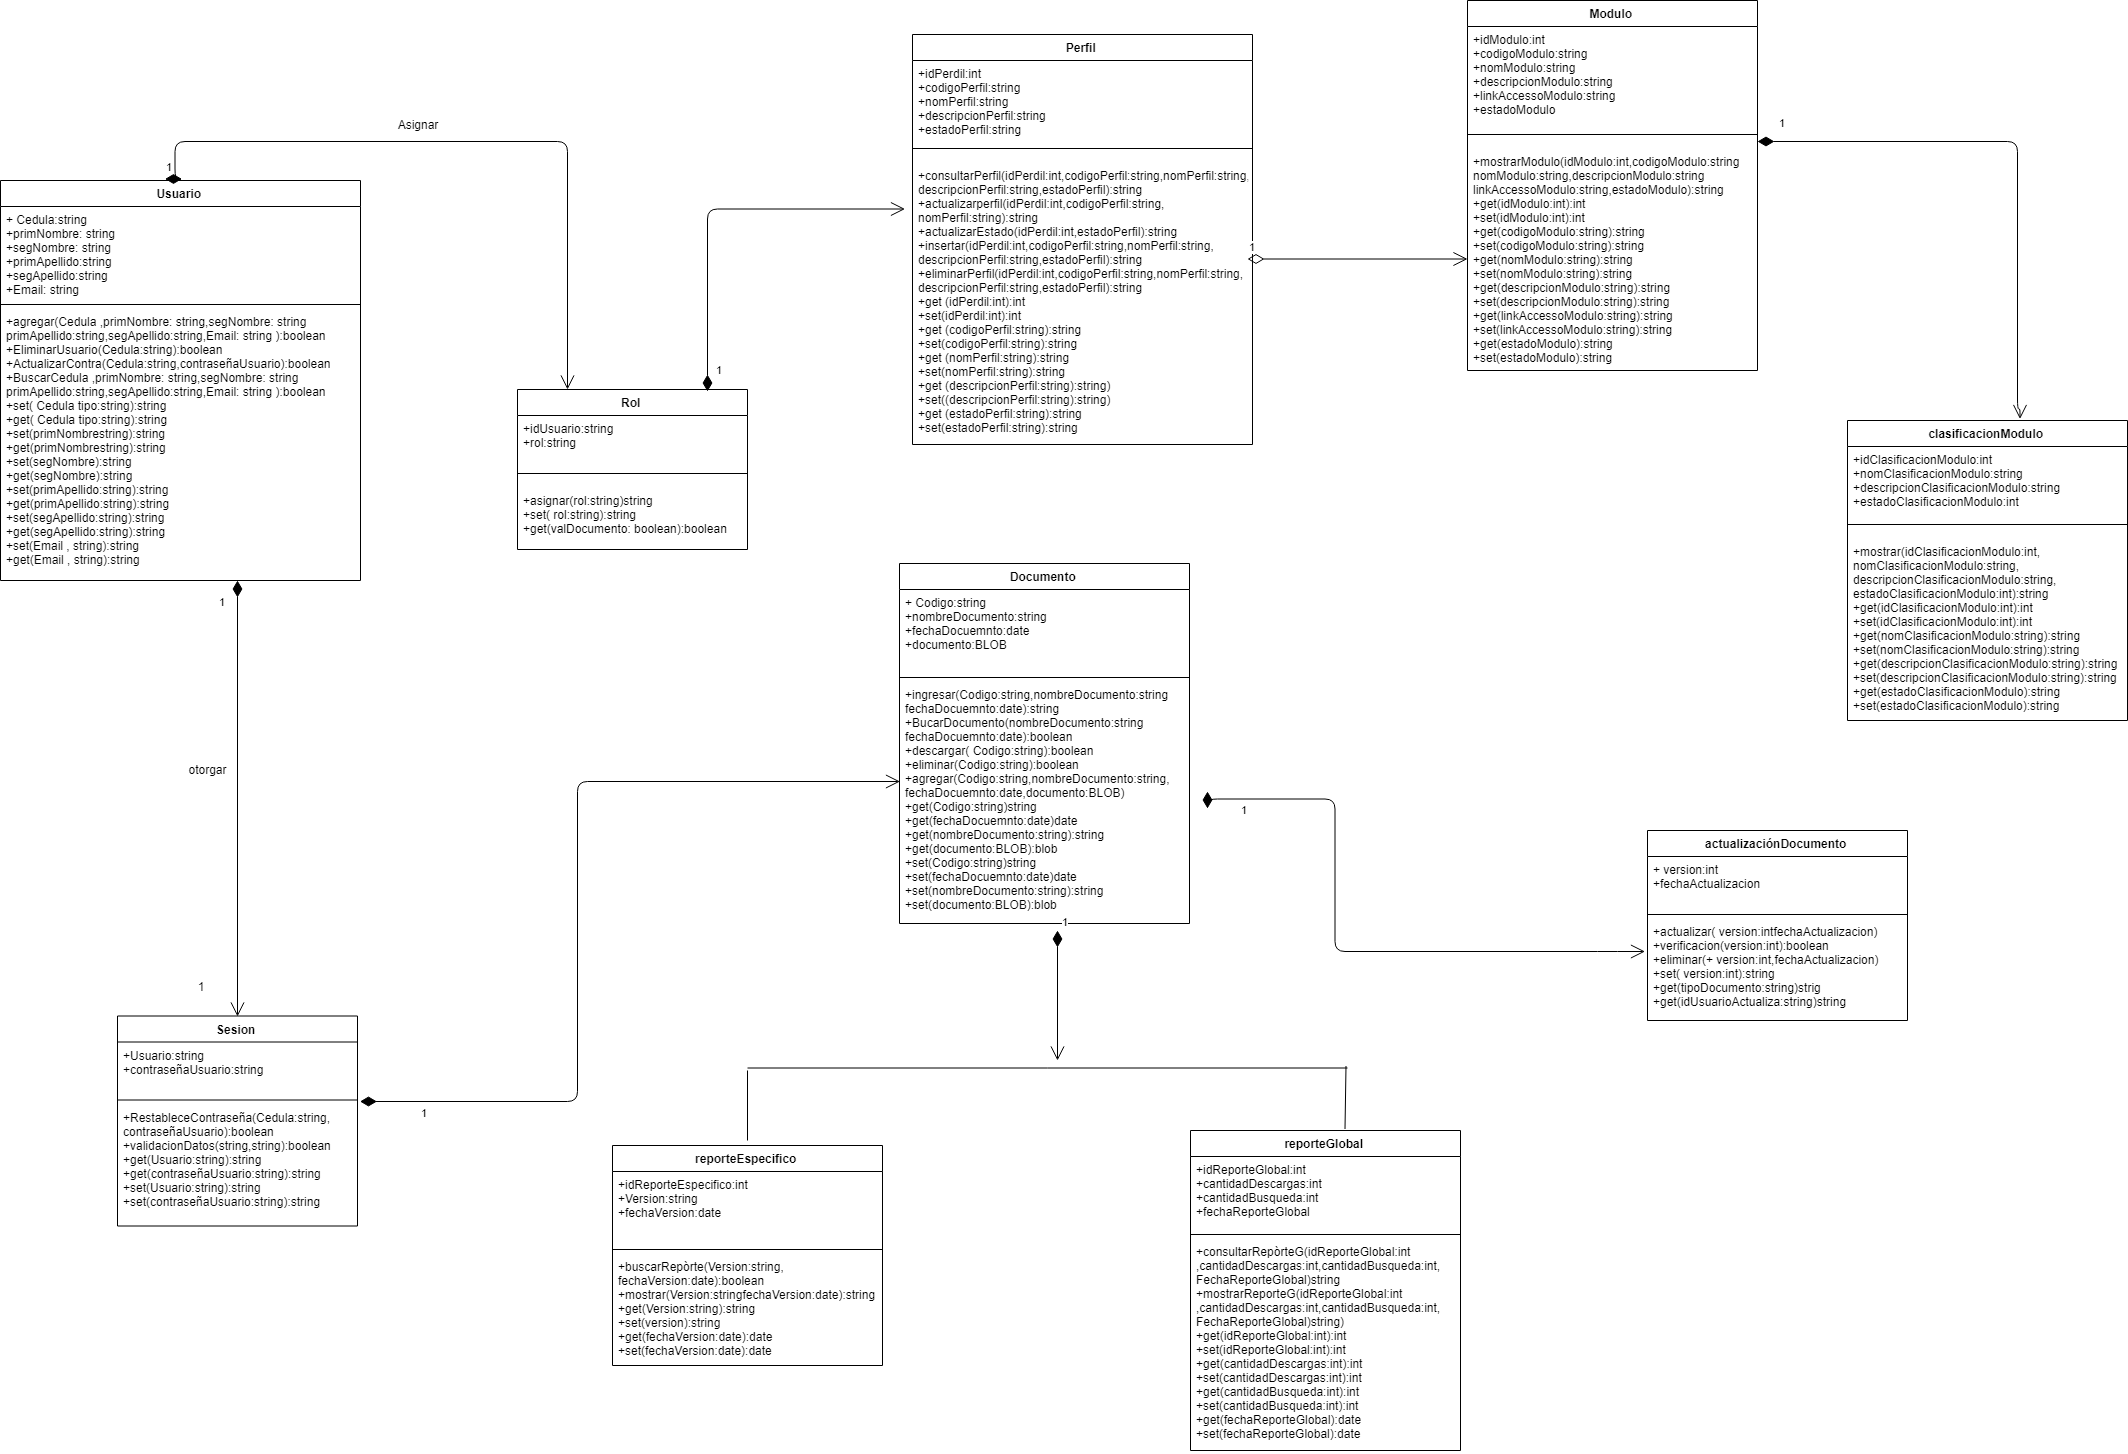 Asignar
1
Usuario
+ Cedula:string
+primNombre: string
+segNombre: string
+primApellido:string
+segApellido:string
+Email: string
+agregar(Cedula ,primNombre: string,segNombre: string
primApellido:string,segApellido:string,Email: string ):boolean
+EliminarUsuario(Cedula:string):boolean
+ActualizarContra(Cedula:string,contraseñaUsuario):boolean
+BuscarCedula ,primNombre: string,segNombre: string
primApellido:string,segApellido:string,Email: string ):boolean
+set( Cedula tipo:string):string
+get( Cedula tipo:string):string
+set(primNombrestring):string
+get(primNombrestring):string
+set(segNombre):string
+get(segNombre):string
+set(primApellido:string):string
+get(primApellido:string):string
+set(segApellido:string):string
+get(segApellido:string):string
+set(Email , string):string
+get(Email , string):string
1
otorgar
1
1
Rol
+idUsuario:string
+rol:string
+asignar(rol:string)string
+set( rol:string):string
+get(valDocumento: boolean):boolean
Perfil
+idPerdil:int
+codigoPerfil:string
+nomPerfil:string
+descripcionPerfil:string
+estadoPerfil:string
+consultarPerfil(idPerdil:int,codigoPerfil:string,nomPerfil:string,
descripcionPerfil:string,estadoPerfil):string
+actualizarperfil(idPerdil:int,codigoPerfil:string,
nomPerfil:string):string
+actualizarEstado(idPerdil:int,estadoPerfil):string
+insertar(idPerdil:int,codigoPerfil:string,nomPerfil:string,
descripcionPerfil:string,estadoPerfil):string
+eliminarPerfil(idPerdil:int,codigoPerfil:string,nomPerfil:string,
descripcionPerfil:string,estadoPerfil):string
+get (idPerdil:int):int
+set(idPerdil:int):int
+get (codigoPerfil:string):string
+set(codigoPerfil:string):string
+get (nomPerfil:string):string
+set(nomPerfil:string):string
+get (descripcionPerfil:string):string)
+set((descripcionPerfil:string):string)
+get (estadoPerfil:string):string
+set(estadoPerfil:string):string
1
Modulo
+idModulo:int
+codigoModulo:string
+nomModulo:string
+descripcionModulo:string
+linkAccessoModulo:string
+estadoModulo
+mostrarModulo(idModulo:int,codigoModulo:string
nomModulo:string,descripcionModulo:string
linkAccessoModulo:string,estadoModulo):string
+get(idModulo:int):int
+set(idModulo:int):int
+get(codigoModulo:string):string
+set(codigoModulo:string):string
+get(nomModulo:string):string
+set(nomModulo:string):string
+get(descripcionModulo:string):string
+set(descripcionModulo:string):string
+get(linkAccessoModulo:string):string
+set(linkAccessoModulo:string):string
+get(estadoModulo):string
+set(estadoModulo):string
1
clasificacionModulo
+idClasificacionModulo:int
+nomClasificacionModulo:string
+descripcionClasificacionModulo:string
+estadoClasificacionModulo:int
+mostrar(idClasificacionModulo:int,
nomClasificacionModulo:string,
descripcionClasificacionModulo:string,
estadoClasificacionModulo:int):string
+get(idClasificacionModulo:int):int
+set(idClasificacionModulo:int):int
+get(nomClasificacionModulo:string):string
+set(nomClasificacionModulo:string):string
+get(descripcionClasificacionModulo:string):string
+set(descripcionClasificacionModulo:string):string
+get(estadoClasificacionModulo):string
+set(estadoClasificacionModulo):string
Documento
+ Codigo:string
+nombreDocumento:string
+fechaDocuemnto:date
+documento:BLOB
+ingresar(Codigo:string,nombreDocumento:string
fechaDocuemnto:date):string
+BucarDocumento(nombreDocumento:string
fechaDocuemnto:date):boolean
+descargar( Codigo:string):boolean
+eliminar(Codigo:string):boolean
+agregar(Codigo:string,nombreDocumento:string,
fechaDocuemnto:date,documento:BLOB)
+get(Codigo:string)string
+get(fechaDocuemnto:date)date
+get(nombreDocumento:string):string
+get(documento:BLOB):blob
+set(Codigo:string)string
+set(fechaDocuemnto:date)date
+set(nombreDocumento:string):string
+set(documento:BLOB):blob
1
1
actualizaciónDocumento
+ version:int
+fechaActualizacion
+actualizar( version:intfechaActualizacion)
+verificacion(version:int):boolean
+eliminar(+ version:int,fechaActualizacion)
+set( version:int):string
+get(tipoDocumento:string)strig
+get(idUsuarioActualiza:string)string
Sesion
+Usuario:string
+contraseñaUsuario:string
+RestableceContraseña(Cedula:string,
contraseñaUsuario):boolean
+validacionDatos(string,string):boolean
+get(Usuario:string):string
+get(contraseñaUsuario:string):string
+set(Usuario:string):string
+set(contraseñaUsuario:string):string
1
reporteEspecifico
+idReporteEspecifico:int
+Version:string
+fechaVersion:date
+buscarRepòrte(Version:string,
fechaVersion:date):boolean
+mostrar(Version:stringfechaVersion:date):string
+get(Version:string):string
+set(version):string
+get(fechaVersion:date):date
+set(fechaVersion:date):date
reporteGlobal
+idReporteGlobal:int
+cantidadDescargas:int
+cantidadBusqueda:int
+fechaReporteGlobal
+consultarRepòrteG(idReporteGlobal:int
,cantidadDescargas:int,cantidadBusqueda:int,
FechaReporteGlobal)string
+mostrarReporteG(idReporteGlobal:int
,cantidadDescargas:int,cantidadBusqueda:int,
FechaReporteGlobal)string)
+get(idReporteGlobal:int):int
+set(idReporteGlobal:int):int
+get(cantidadDescargas:int):int
+set(cantidadDescargas:int):int
+get(cantidadBusqueda:int):int
+set(cantidadBusqueda:int):int
+get(fechaReporteGlobal):date
+set(fechaReporteGlobal):date